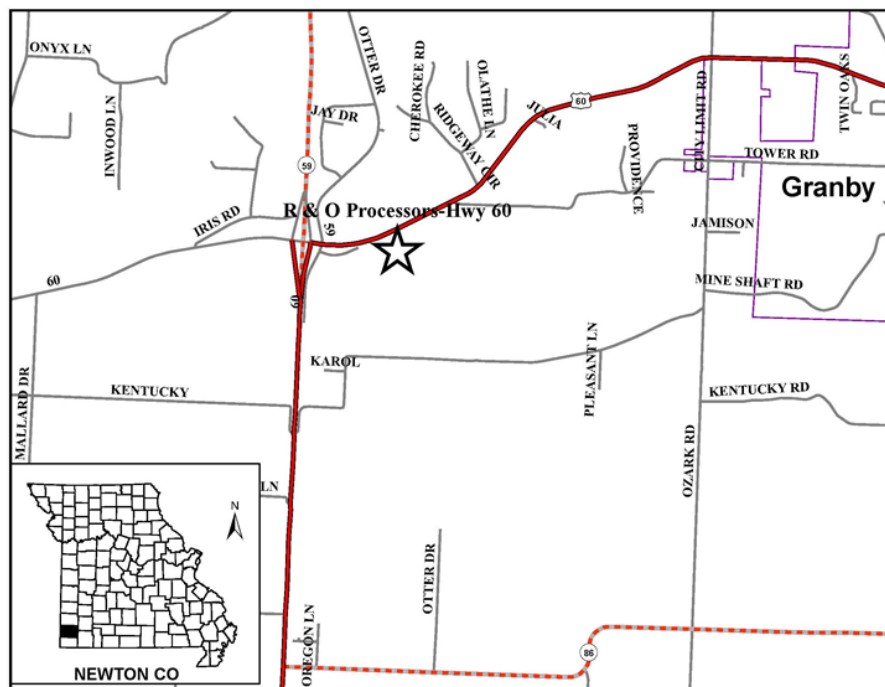 ONYX LN
INWOOD LN
OTTER DR
JAY DR
59
CHEROKEE RD
RIDGEWAY CIR
OLATHE LN
JULIA
60
PROVIDENCE
CITY LIMIT RD
TWIN OAKS
TOWER RD
Granby
R & O Processors-Hwy 60
59
IRIS RD
JAMISON
60
60
MINE SHAFT RD
MALLARD DR
KAROL
KENTUCKY
PLEASANT LN
KENTUCKY RD
OZARK RD
LN
N
OTTER DR
OREGON LN
86
NEWTON CO